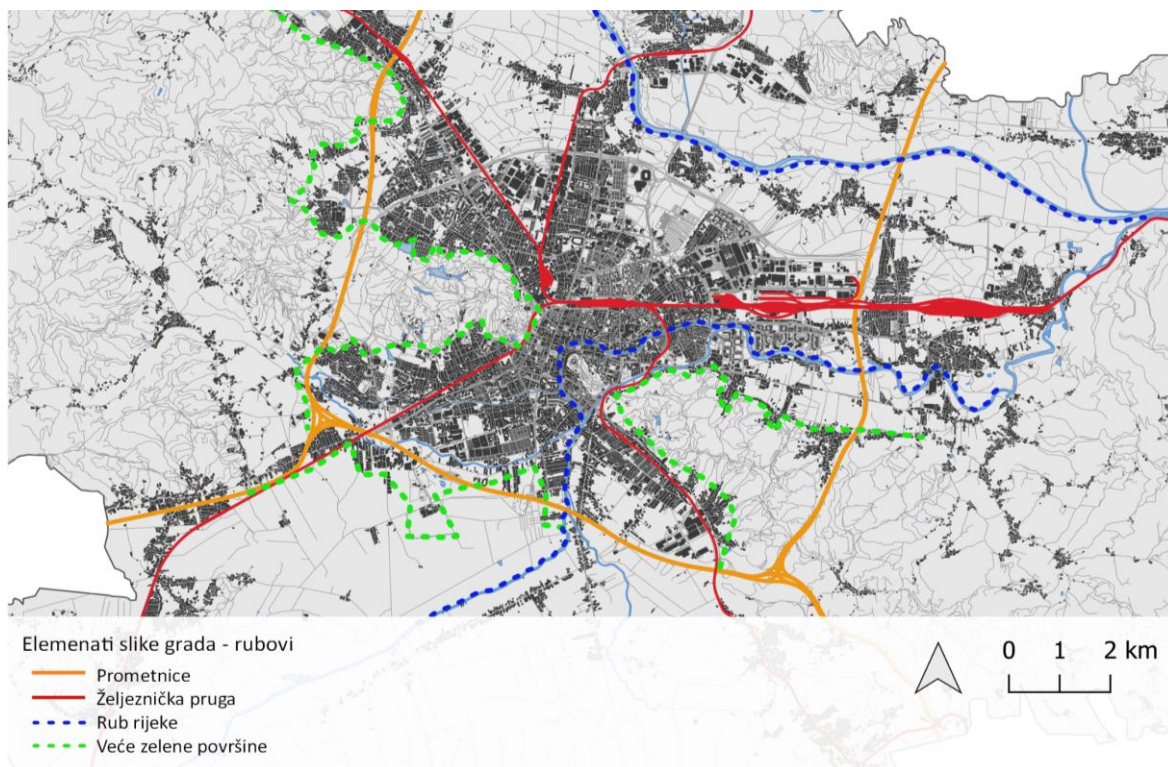 Elemenati slike grada - rubovi
Prometnice
Željeznička pruga
Rub rijeke
Veće zelene površine
0 1 2 km